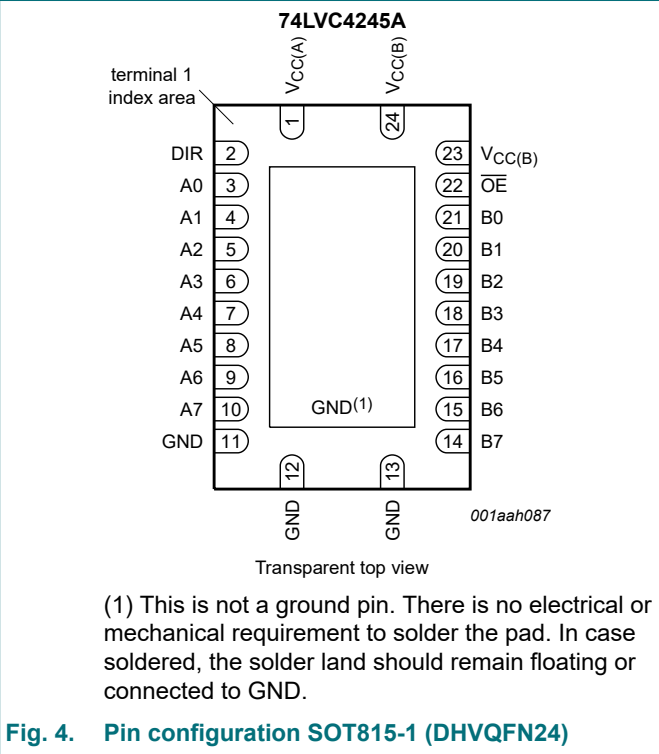 74LVC4245A
VCC(A)
VCC(B)
terminal 1
index area
1
24
DIR 2
23 VCC(B)
A0 3
22 OE
A1 4
21 B0
A2 5
20 B1
A3 6
19 B2
A4 7
18 B3
A5 8
17 B4
A6 9
16 B5
A7 10
15 B6
GND 11
14 B7
GND(1)
12
13
GND
GND
001aah087
Transparent top view
(1) This is not a ground pin. There is no electrical or
mechanical requirement to solder the pad. In case
soldered, the solder land should remain floating or
connected to GND.
Fig. 4. Pin configuration SOT815-1 (DHVQFN24)